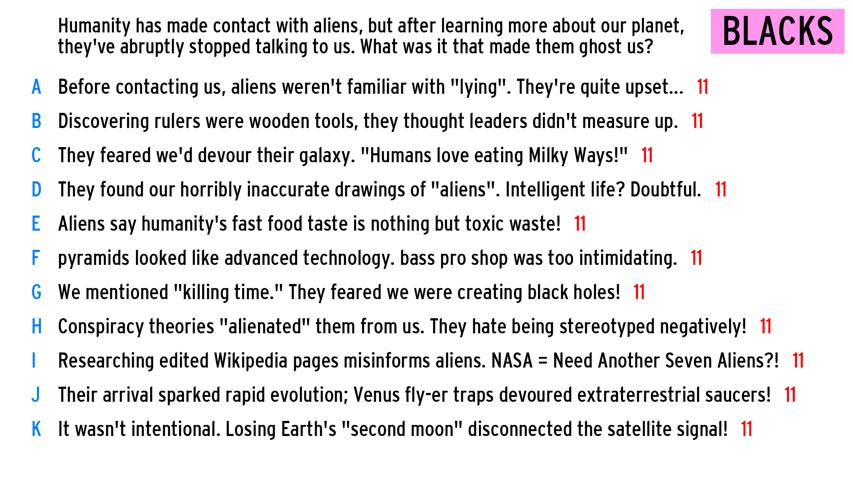 Humanity has made contact with aliens, but after learning more about our planet,
they've abruptly stopped talking to us. What was it that made them ghost us?
BLACKS
A Before contacting us, aliens weren't familiar with "lying". They're quite upset... 11
B Discovering rulers were wooden tools, they thought leaders didn't measure up. 11
C They feared we'd devour their galaxy. "Humans love eating Milky Ways!" 11
D They found our horribly inaccurate drawings of "aliens". Intelligent life? Doubtful. 11
E Aliens say humanity's fast food taste is nothing but toxic waste! 11
F pyramids looked like advanced technology. bass pro shop was too intimidating. 11
G We mentioned "killing time." They feared we were creating black holes! 11
H Conspiracy theories "alienated" them from us. They hate being stereotyped negatively! 11
I Researching edited Wikipedia pages misinforms aliens. NASA = Need Another Seven Aliens?! 11
J Their arrival sparked rapid evolution; Venus fly-er traps devoured extraterrestrial saucers! 11
K It wasn't intentional. Losing Earth's "second moon" disconnected the satellite signal! 11